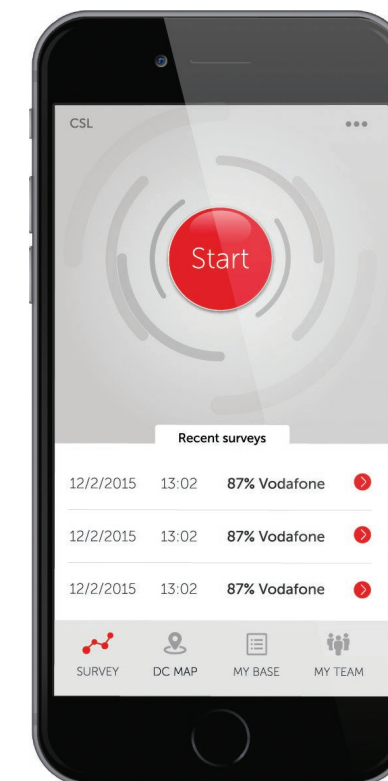 CSL
Start
Recent surveys
12/2/2015 13:02 87% Vodafone
12/2/2015 13:02 87% Vodafone
12/2/2015 13:02 87% Vodafone
SURVEY DC MAP MY BASE MY TEAM